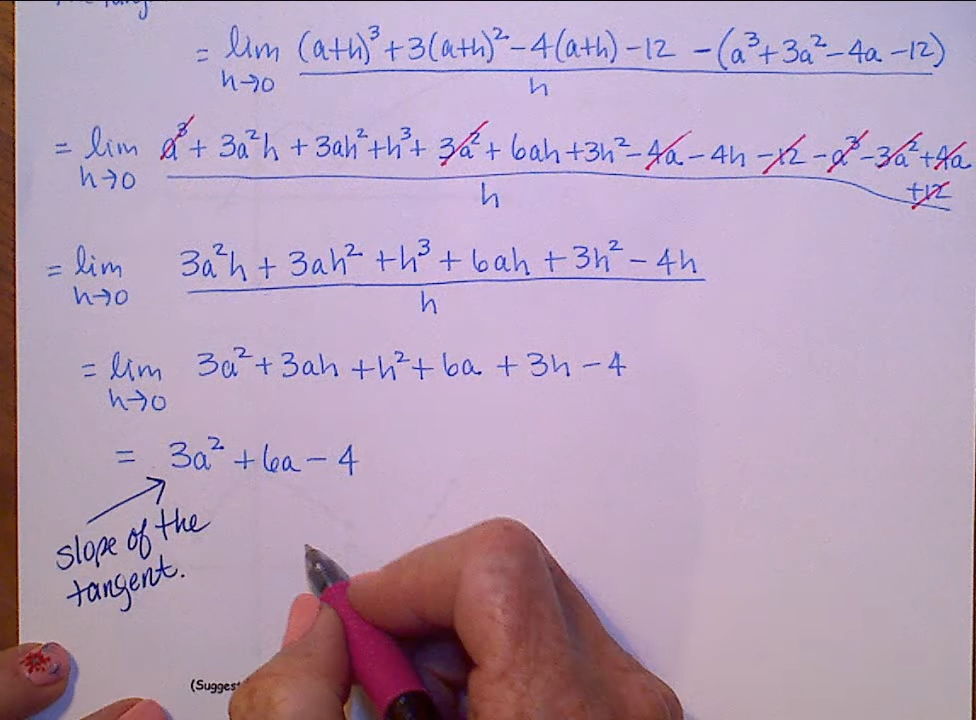 = lim (a+h)³ + 3(a+h)² - 4(a+h) - 12 - (a³ + 3a² - 4a - 12)
h→0 h
= lim a³ + 3a²h + 3ah² + h³ + 3a² + 6ah + 3h² - 4a - 4h - 12 - a³ - 3a² + 4a
+12
h→0 h
= lim 3a²h + 3ah² + h³ + 6ah + 3h² - 4h
h→0 h
= lim 3a² + 3ah + h² + 6a + 3h - 4
h→0
= 3a² + 6a - 4
slope of the
tangent.